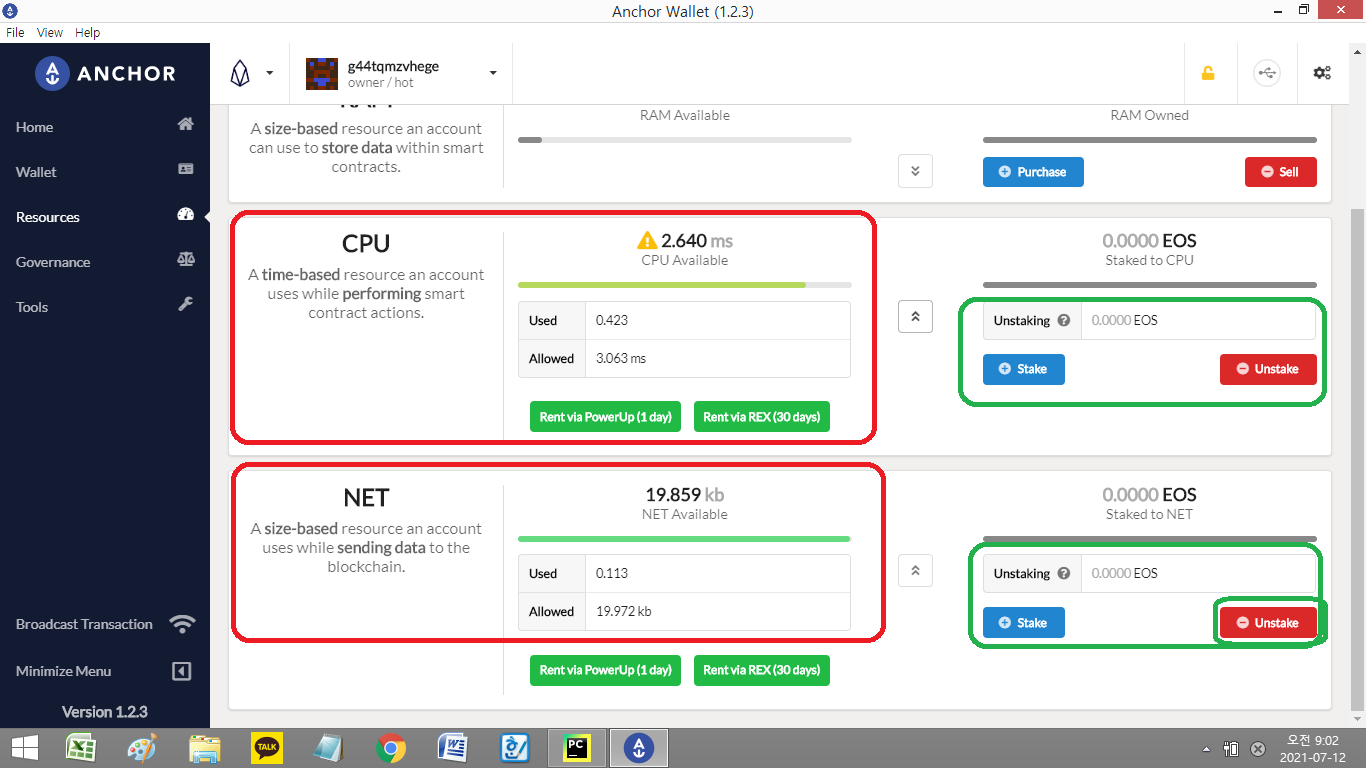 Anchor Wallet (1.2.3)
File View Help
ANCHOR
g44tqmzvhege
owner / hot
Home
Wallet
Resources
Governance
Tools
Broadcast Transaction
Minimize Menu
Version 1.2.3
A size-based resource an account
can use to store data within smart
contracts.
RAM Available
RAM Owned
Purchase
Sell
CPU
A time-based resource an account
uses while performing smart
contract actions.
2.640 ms
CPU Available
Used 0.423
Allowed 3.063 ms
Rent via PowerUp (1 day) Rent via REX (30 days)
0.0000 EOS
Staked to CPU
Unstaking 0.0000 EOS
Stake Unstake
NET
A size-based resource an account
uses while sending data to the
blockchain.
19.859 kb
NET Available
Used 0.113
Allowed 19.972 kb
Rent via PowerUp (1 day) Rent via REX (30 days)
0.0000 EOS
Staked to NET
Unstaking 0.0000 EOS
Stake Unstake
TALK
PC
오전 9:02
2021-07-12